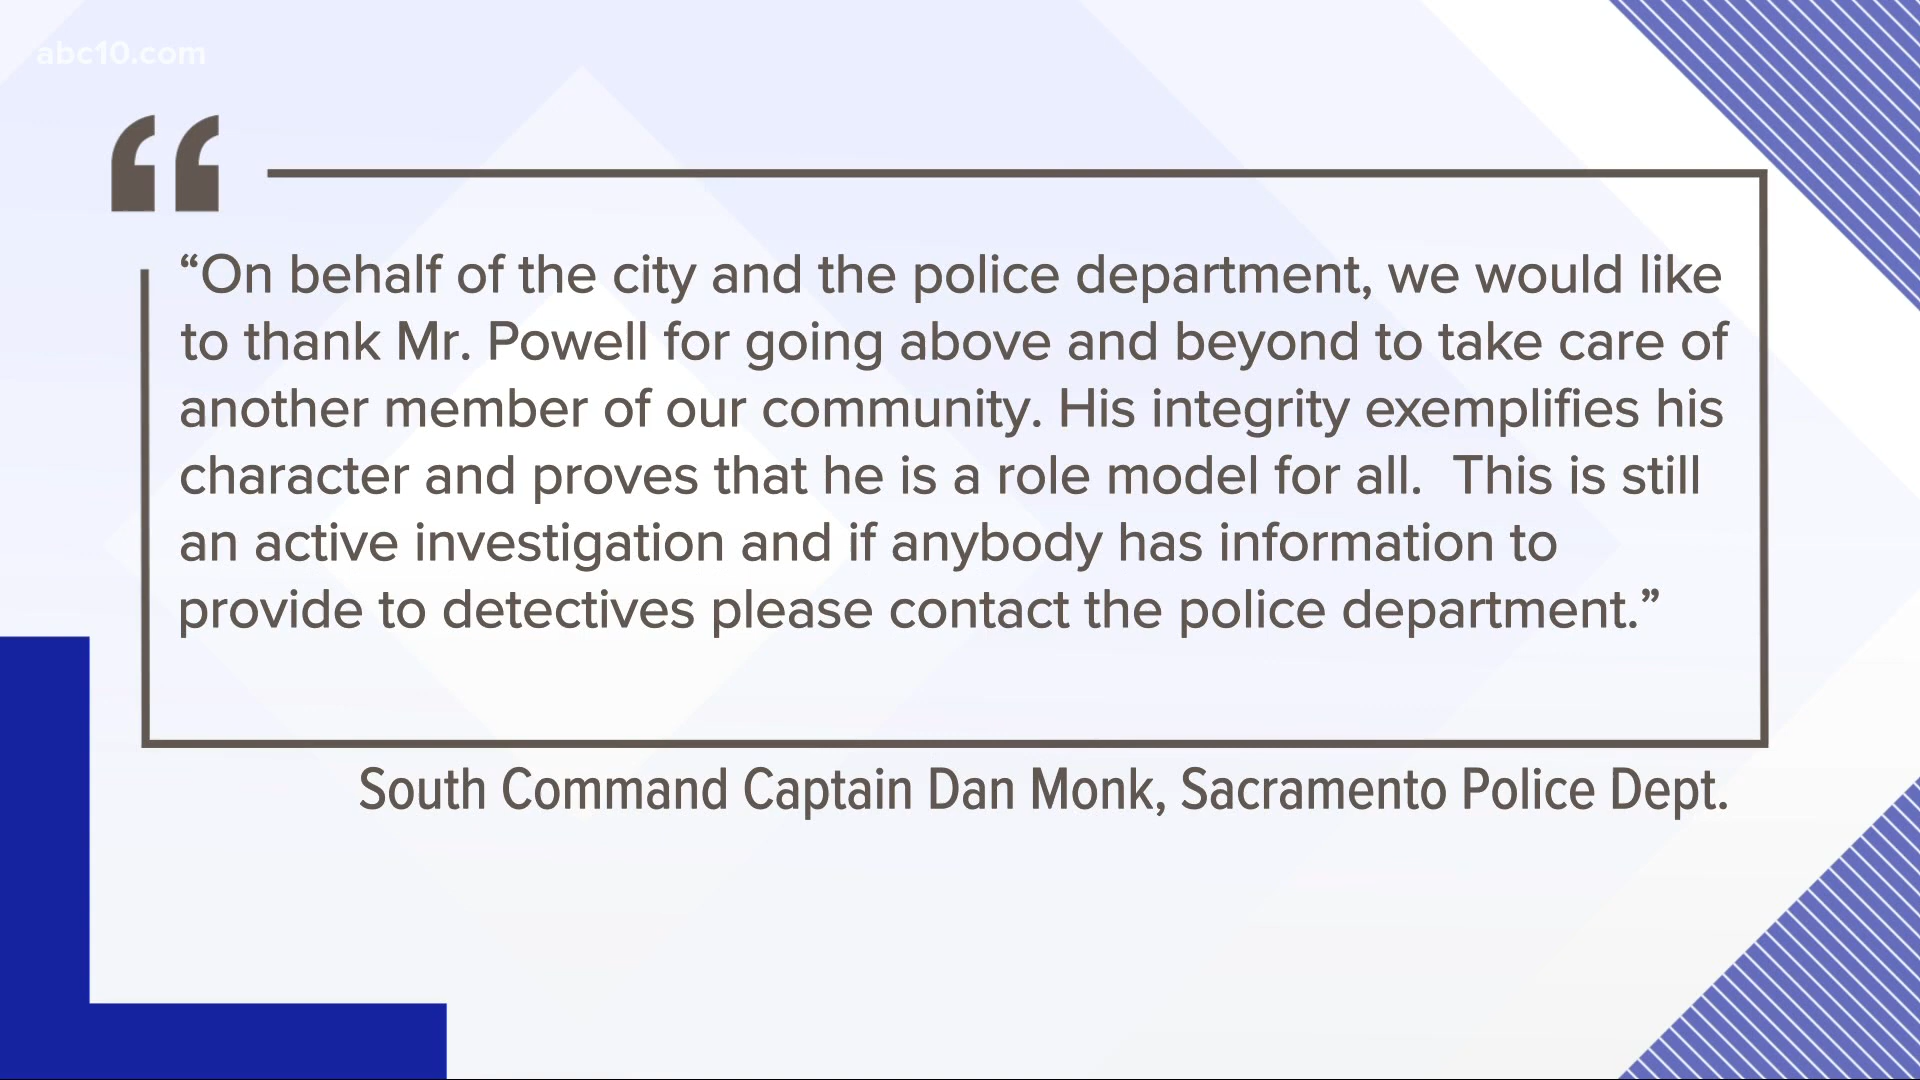 abc10.com
“On behalf of the city and the police department, we would like
to thank Mr. Powell for going above and beyond to take care of
another member of our community. His integrity exemplifies his
character and proves that he is a role model for all.  This is still
an active investigation and if anybody has information to
provide to detectives please contact the police department.”
South Command Captain Dan Monk, Sacramento Police Dept.